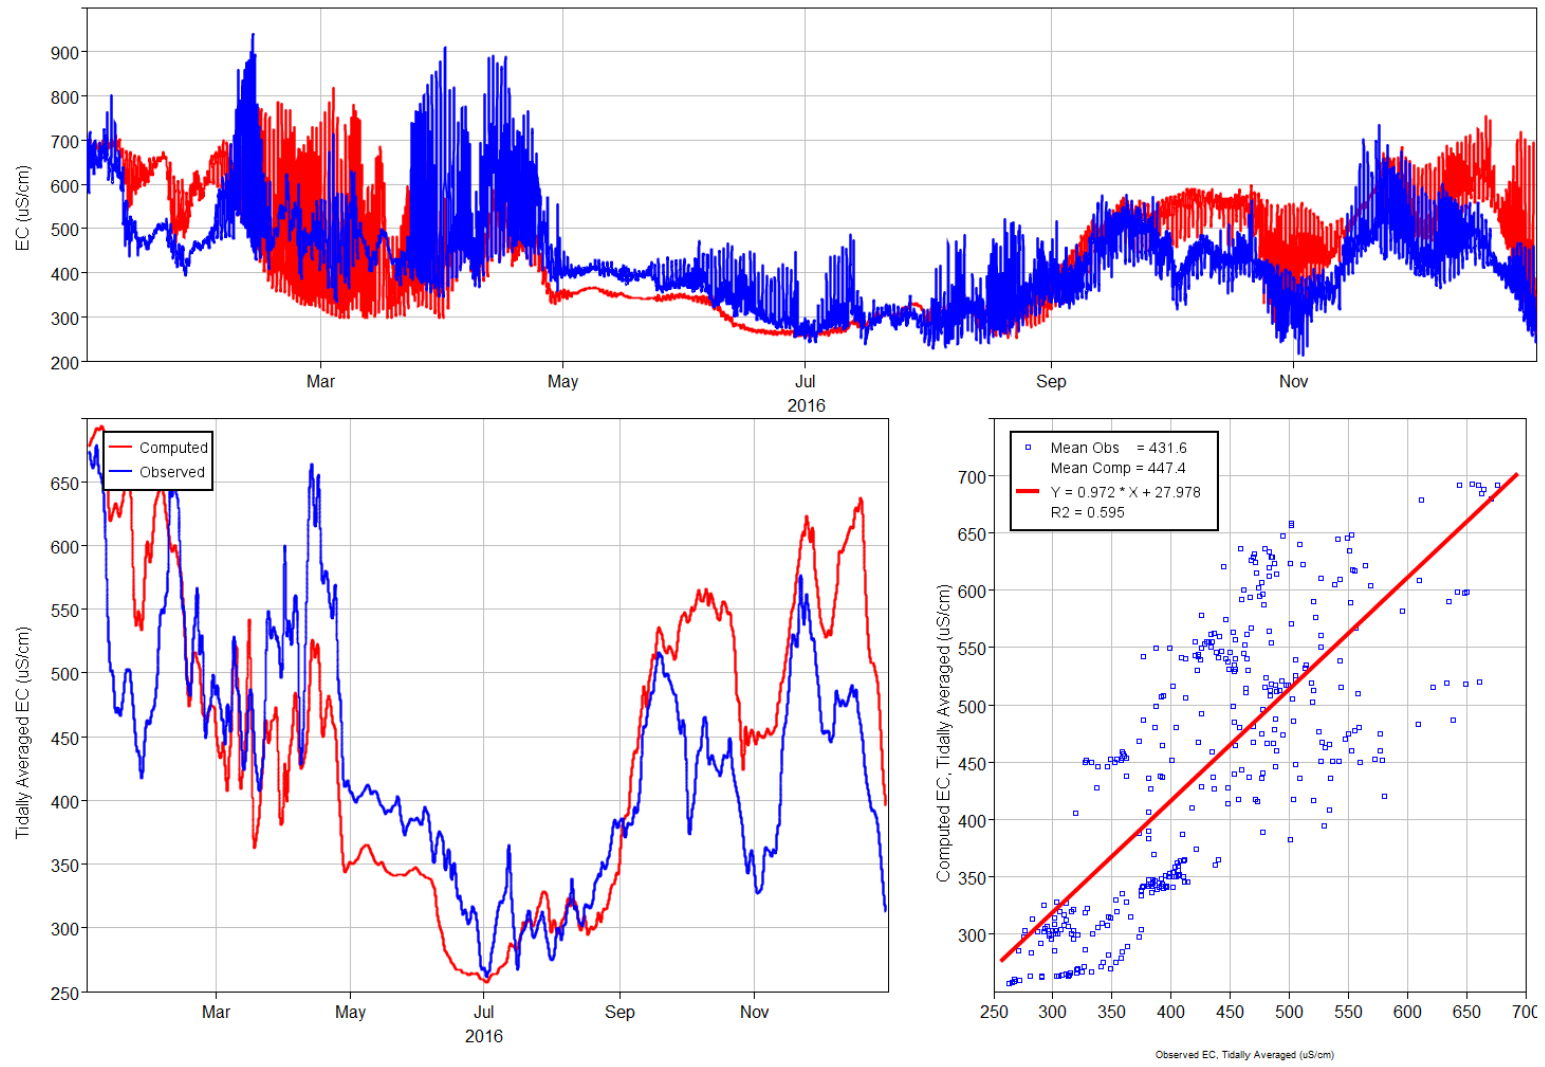 900
800
700
600
500
400
300
200
EC (uS/cm)
Mar
May
Jul
Sep
Nov
2016
Computed
Observed
650
600
550
500
450
400
350
300
250
Tidally Averaged EC (uS/cm)
Mar
May
Jul
Sep
Nov
2016
Mean Obs = 431.6
Mean Comp = 447.4
Y = 0.972 * X + 27.978
R2 = 0.595
700
650
600
550
500
450
400
350
300
Computed EC, Tidally Averaged (uS/cm)
250
300
350
400
450
500
550
600
650
700
Observed EC, Tidally Averaged (uS/cm)